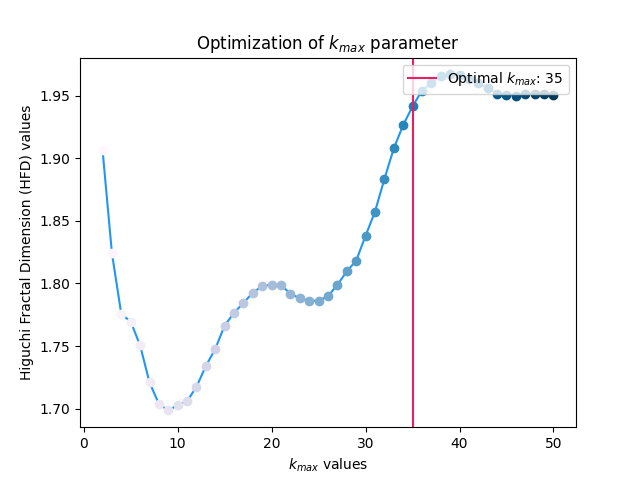 Optimization of k_max parameter
Optimal k_max: 35
Higuchi Fractal Dimension (HFD) values
1.95
1.90
1.85
1.80
1.75
1.70
0 10 20 30 40 50
k_max values